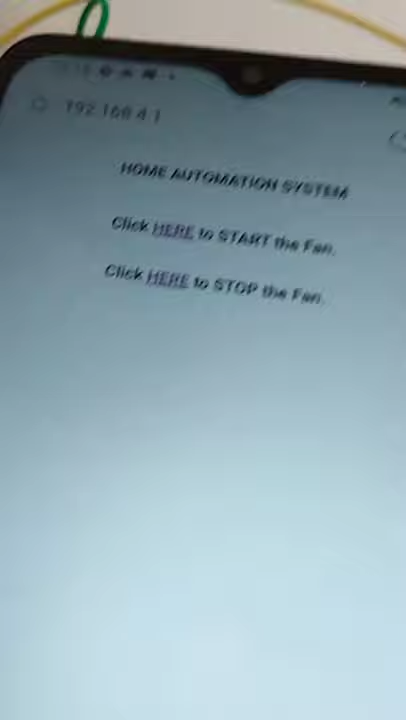 192.168.4.1
HOME AUTOMATION SYSTEM
Click HERE to START the Fan.
Click HERE to STOP the Fan.